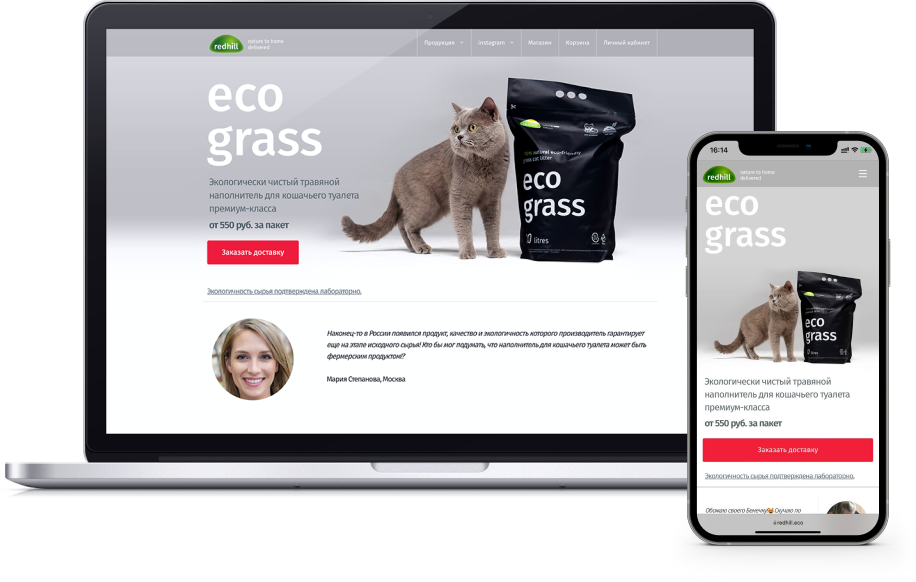 redhill
nature to home
delivered
Продукция
instagram
Магазин
Корзина
Личный кабинет
eco
grass
Экологически чистый травяной
наполнитель для кошачьего туалета
премиум-класса
от 550 руб. за пакет
Заказать доставку
natural eco-friendly
grass cat litter
eco
grass
10 litres
Экологичность сырья подтверждена лабораторно.
Наконец-то в России появился продукт, качество и экологичность которого производитель гарантирует
еще на этапе исходного сырья! Кто бы мог подумать, что наполнитель для кошачьего туалета может быть
фермерским продуктом!?
Мария Степанова, Москва
16:14
redhill
nature to home
delivered
eco
grass
eco
grass
litres
Экологически чистый травяной
наполнитель для кошачьего туалета
премиум-класса
от 550 руб. за пакет
Заказать доставку
Экологичность сырья подтверждена лабораторно.
Обожаю своего Бенечку😻! Скучаю по
redhill.eco